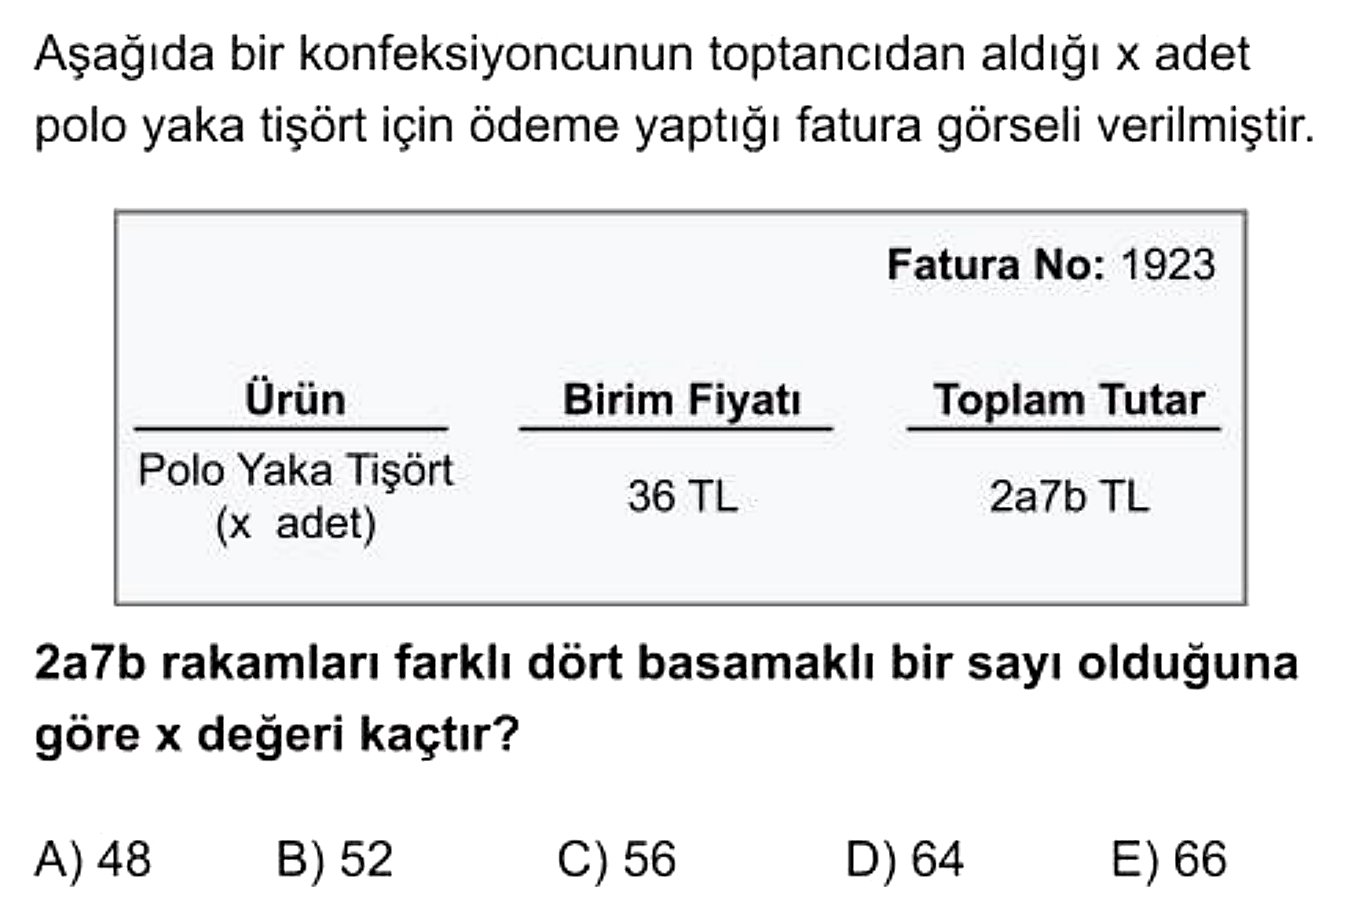 Aşağıda bir konfeksiyoncunun toptancıdan aldığı x adet
polo yaka tişört için ödeme yaptığı fatura görseli verilmiştir.
Fatura No: 1923
Ürün Birim Fiyatı Toplam Tutar
Polo Yaka Tişört
(x adet) 36 TL 2a7b TL
2a7b rakamları farklı dört basamaklı bir sayı olduğuna
göre x değeri kaçtır?
A) 48 B) 52 C) 56 D) 64 E) 66